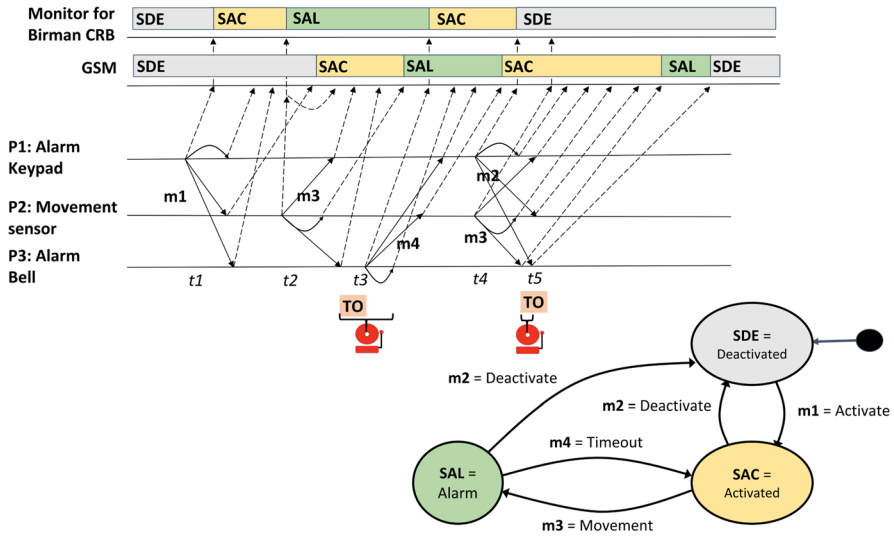 Monitor for
Birman CRB
SDE
SAC
SAL
SAC
SDE
GSM
SDE
SAC
SAL
SAC
SAL
SDE
P1: Alarm
Keypad
m1
m3
m2
P2: Movement
sensor
m4
m3
P3: Alarm
Bell
t1
t2
t3
t4
t5
TO
TO
SDE =
Deactivated
m2 = Deactivate
m2 = Deactivate
m1 = Activate
m4 = Timeout
SAL =
Alarm
SAC =
Activated
m3 = Movement